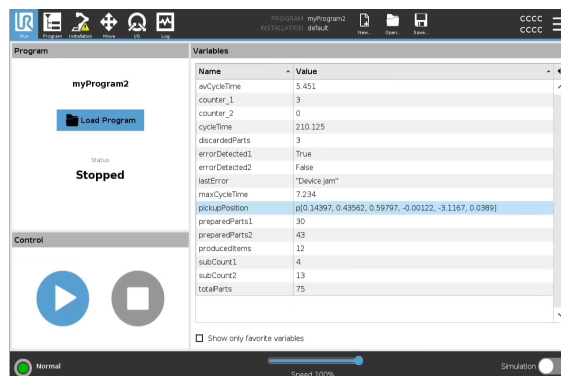 UR
PROGRAM myProgram2
INSTALLATION default
CCCC
CCCC
Run Program Installation Move I/O Log
New... Open... Save...
Program
Variables
myProgram2
Load Program
Status
Stopped
Name Value
avCycleTime 5.451
counter_1 3
counter_2 0
cycleTime 210.125
discardedParts 3
errorDetected1 True
errorDetected2 False
lastError "Device jam"
maxCycleTime 7.234
pickupPosition p[0.14397, 0.43562, 0.59797, -0.00122, -3.1167, 0.0389]
preparedParts1 30
preparedParts2 43
producedItems 12
subCount1 4
subCount2 13
totalParts 75
Control
Show only favorite variables
Normal
Speed 100%
Simulation